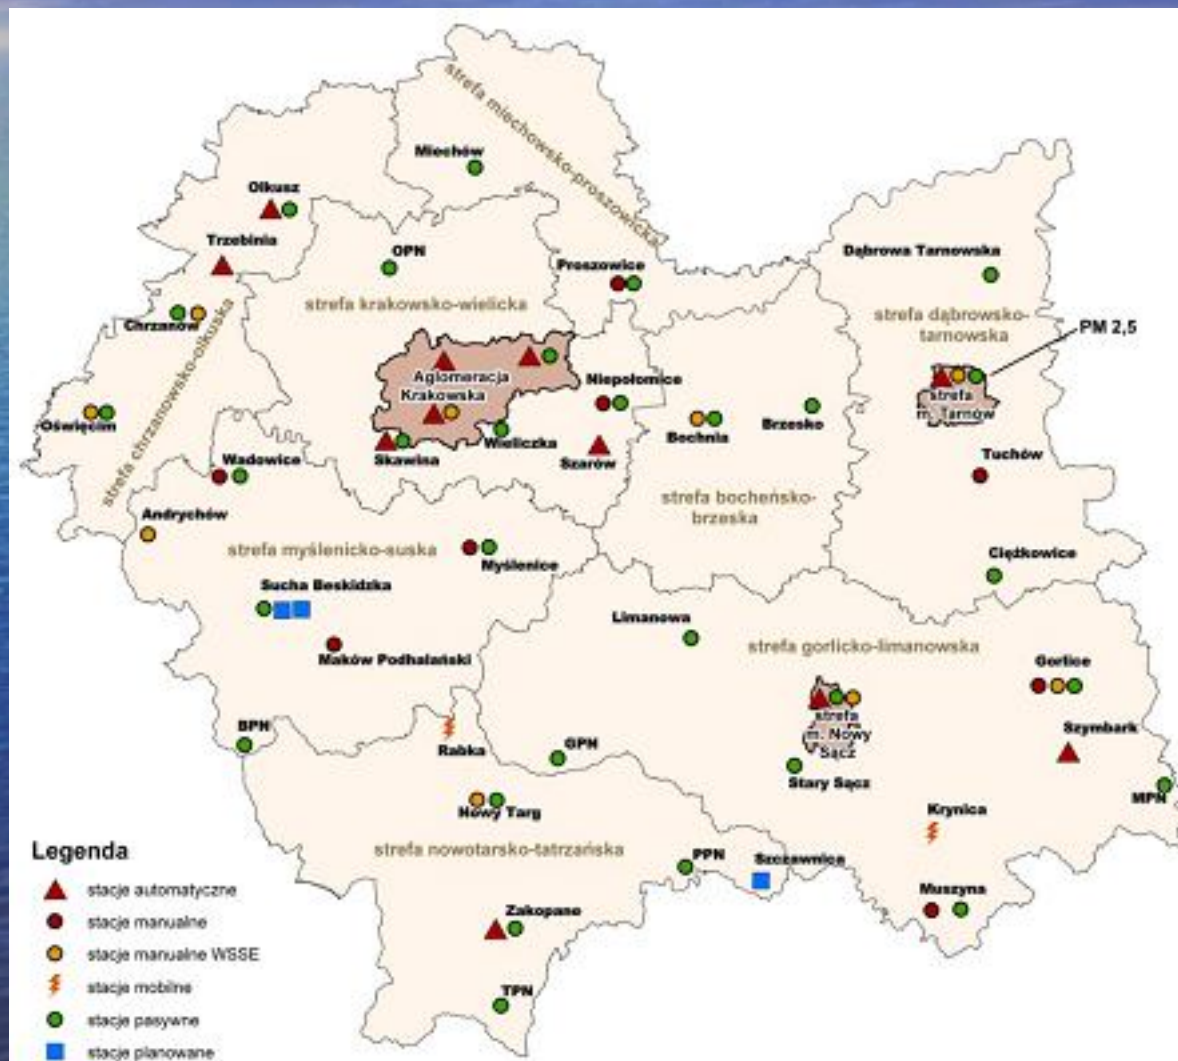 strefa miechowsko-proszowicka
Miechów
Olkusz
Trzebinia
OPN
Dąbrowa Tarnowska
Proszowice
strefa krakowsko-wielicka
strefa dąbrowsko-
tarnowska
PM 2,5
Chrzanów
strefa chrzanowsko-olkuska
Aglomeracja
Krakowska
Niepołomice
strefa
m. Tarnów
Oświęcim
Wieliczka
Bochnia
Brzesko
Skawina
Szarów
Wadowice
Tuchów
strefa bocheńsko-
brzeska
Andrychów
strefa myślenicko-suska
Myślenice
Ciężkowice
Sucha Beskidzka
Limanowa
strefa gorlicko-limanowska
Maków Podhalański
Gorlice
strefa
m. Nowy
Sącz
BPN
Rabka
GPN
Szymbark
Stary Sącz
MPN
Nowy Targ
Krynica
strefa nowotarsko-tatrzańska
PPN
Szczawnica
Muszyna
Zakopane
TPN
Legenda
stacje automatyczne
stacje manualne
stacje manualne WSSE
stacje mobilne
stacje pasywne
stacje planowane